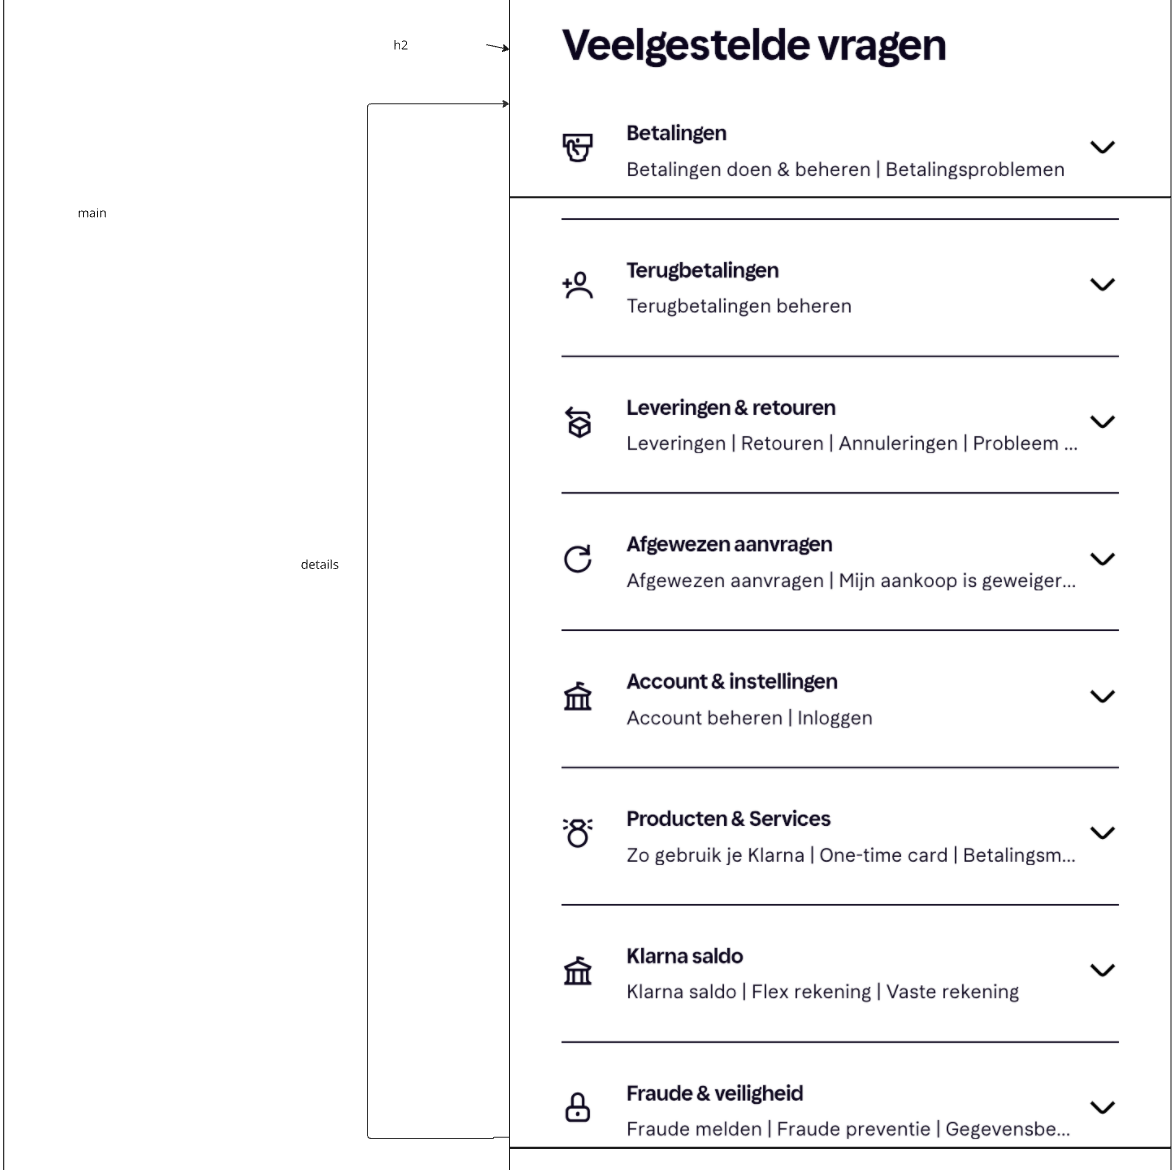 h2
Veelgestelde vragen
Betalingen
Betalingen doen & beheren | Betalingsproblemen
main
Terugbetalingen
Terugbetalingen beheren
Leveringen & retouren
Leveringen | Retouren | Annuleringen | Probleem ...
details
Afgewezen aanvragen
Afgewezen aanvragen | Mijn aankoop is geweiger...
Account & instellingen
Account beheren | Inloggen
Producten & Services
Zo gebruik je Klarna | One-time card | Betalingsm...
Klarna saldo
Klarna saldo | Flex rekening | Vaste rekening
Fraude & veiligheid
Fraude melden | Fraude preventie | Gegevensbe...